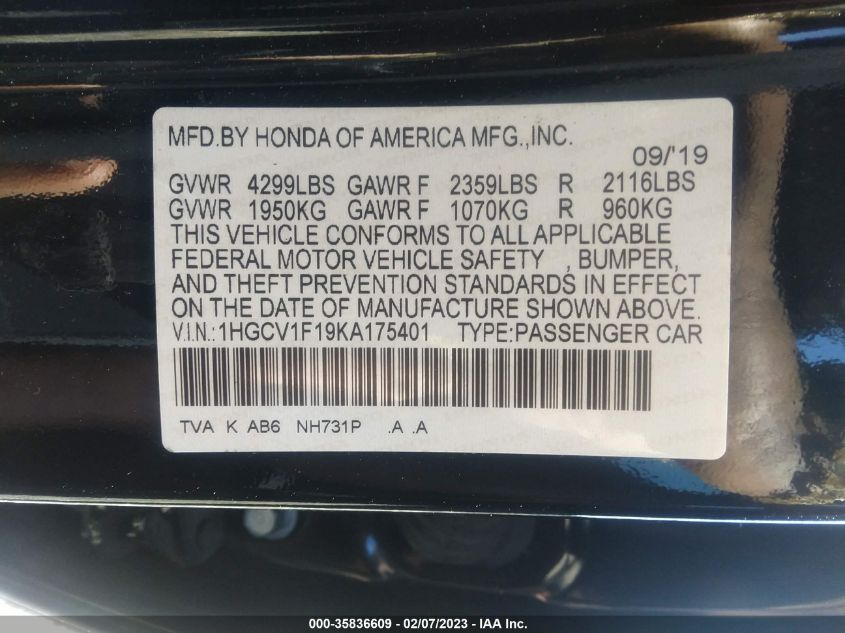 MFD.BY HONDA OF AMERICA MFG.,INC.
09/'19
GVWR 4299LBS GAWR F 2359LBS R 2116LBS
GVWR 1950KG GAWR F 1070KG R 960KG
THIS VEHICLE CONFORMS TO ALL APPLICABLE
FEDERAL MOTOR VEHICLE SAFETY , BUMPER,
AND THEFT PREVENTION STANDARDS IN EFFECT
ON THE DATE OF MANUFACTURE SHOWN ABOVE.
V.I.N.:1HGCV1F19KA175401 TYPE:PASSENGER CAR
TVA K AB6 NH731P .A .A
000-35836609 - 02/07/2023 - IAA Inc.